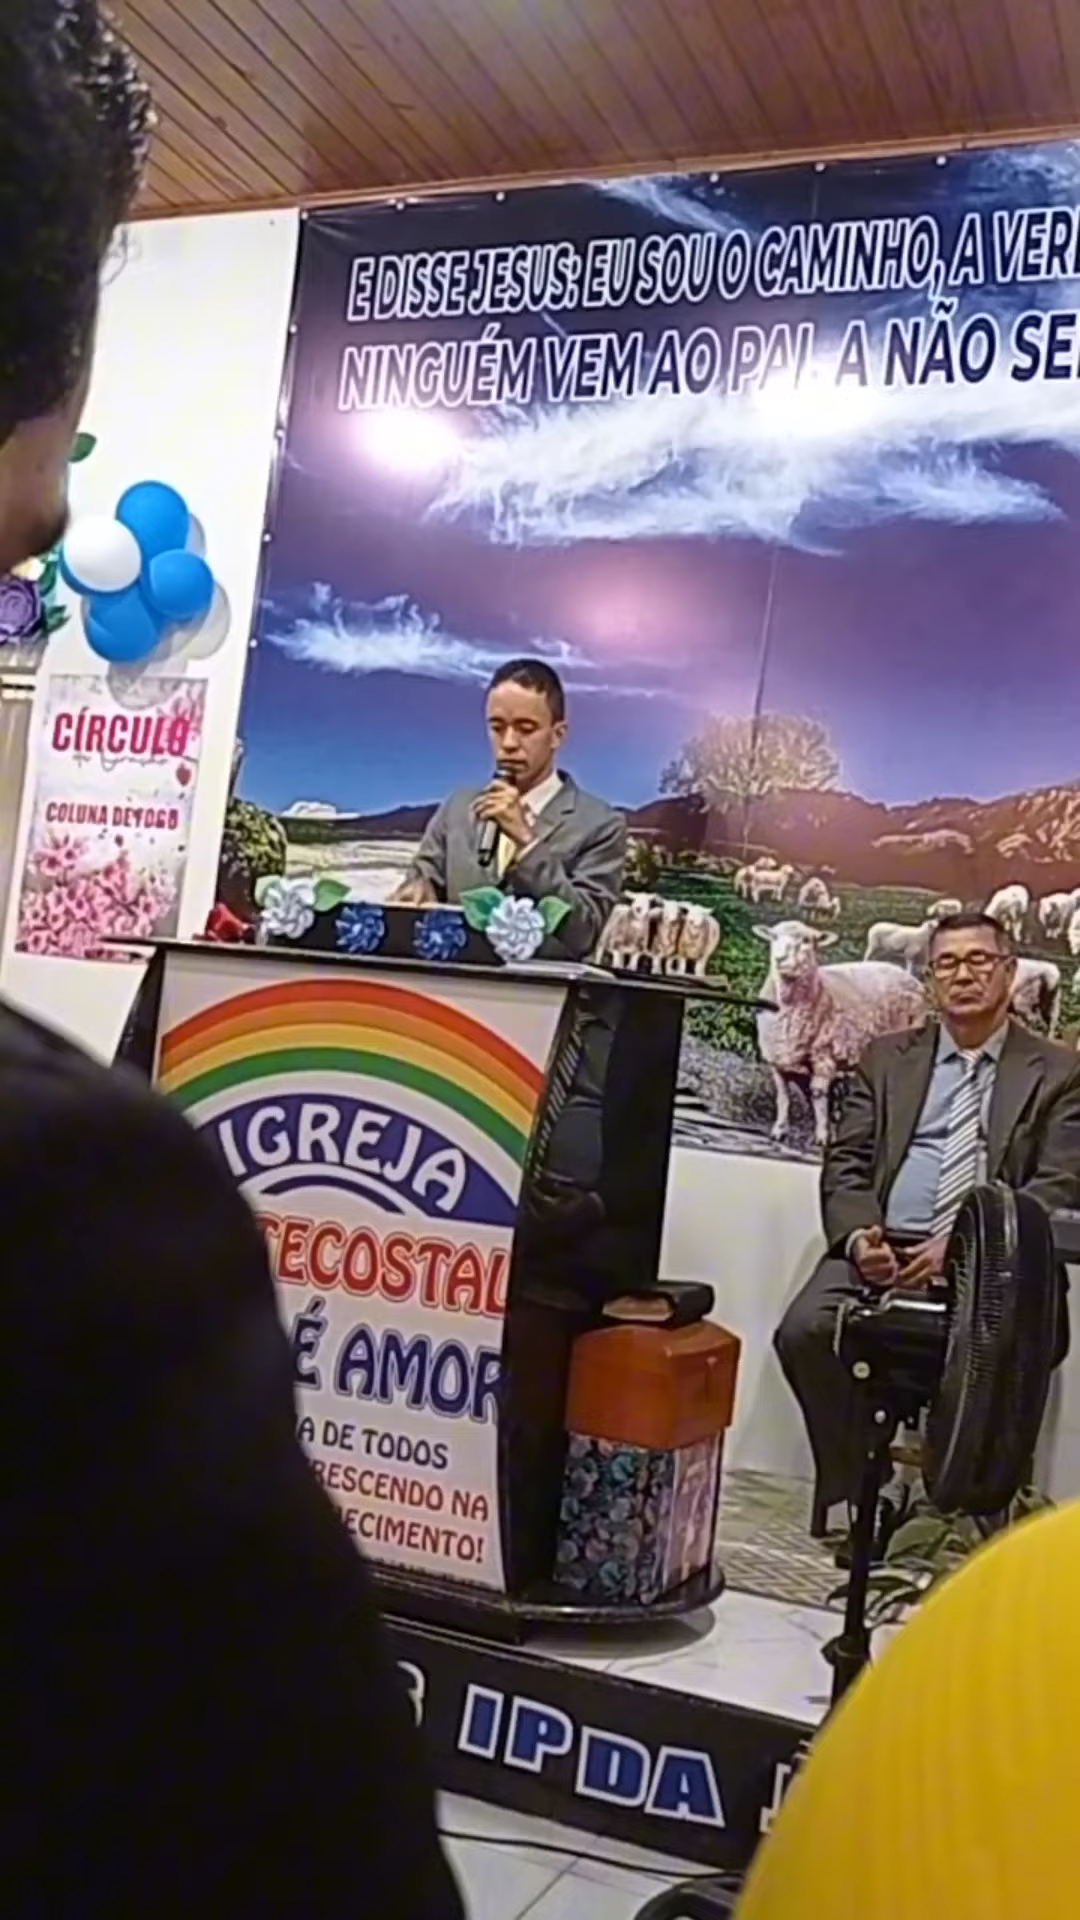 E DISSE JESUS: EU SOU O CAMINHO, A VER
NINGUÉM VEM AO PAI, A NÃO SE
CÍRCULO
COLUNA DE FOGO
IGREJA
TECOSTAL
É AMOR
A DE TODOS
RESCENDO NA
ECIMENTO!
IPDA